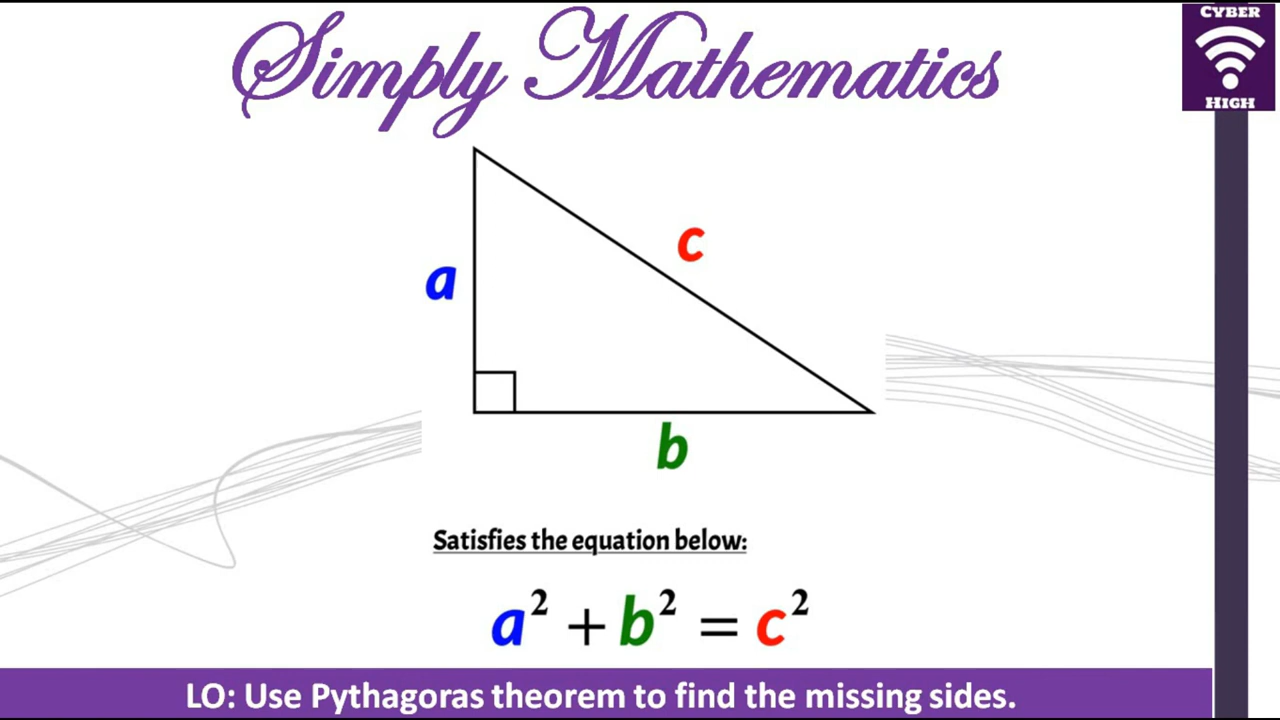 Simply Mathematics
CYBER
HIGH
c
a
b
Satisfies the equation below:
a² + b² = c²
LO: Use Pythagoras theorem to find the missing sides.